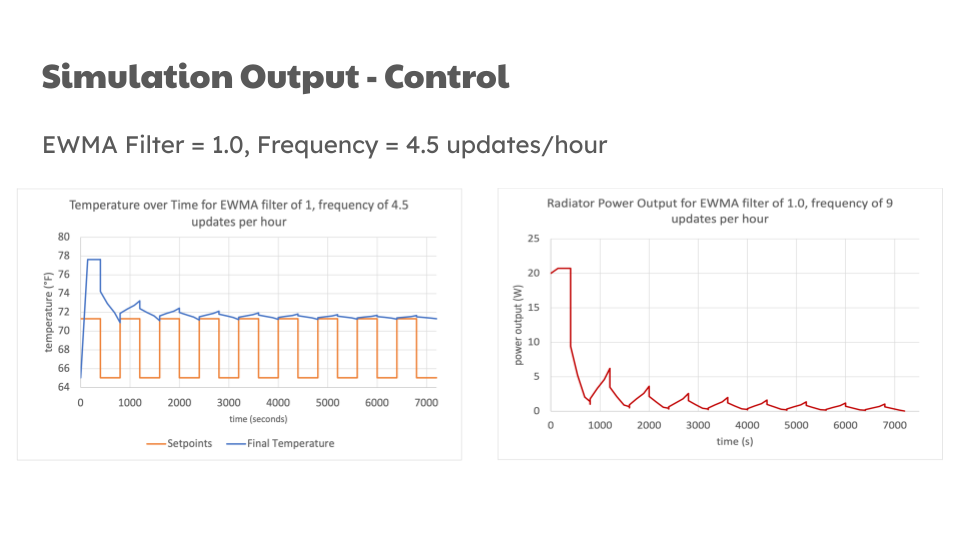 Simulation Output - Control
EWMA Filter = 1.0, Frequency = 4.5 updates/hour
Temperature over Time for EWMA filter of 1, frequency of 4.5
updates per hour
temperature (°F)
80
78
76
74
72
70
68
66
64
0 1000 2000 3000 4000 5000 6000 7000
time (seconds)
Setpoints Final Temperature
Radiator Power Output for EWMA filter of 1.0, frequency of 9
updates per hour
power output (W)
25
20
15
10
5
0
0 1000 2000 3000 4000 5000 6000 7000
time (s)